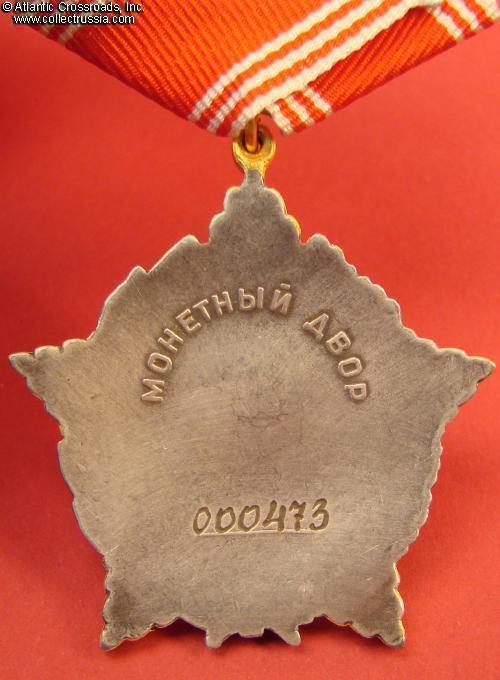 © Atlantic Crossroads, Inc.
www.collectrussia.com
МОНЕТНЫЙ ДВОР
000473